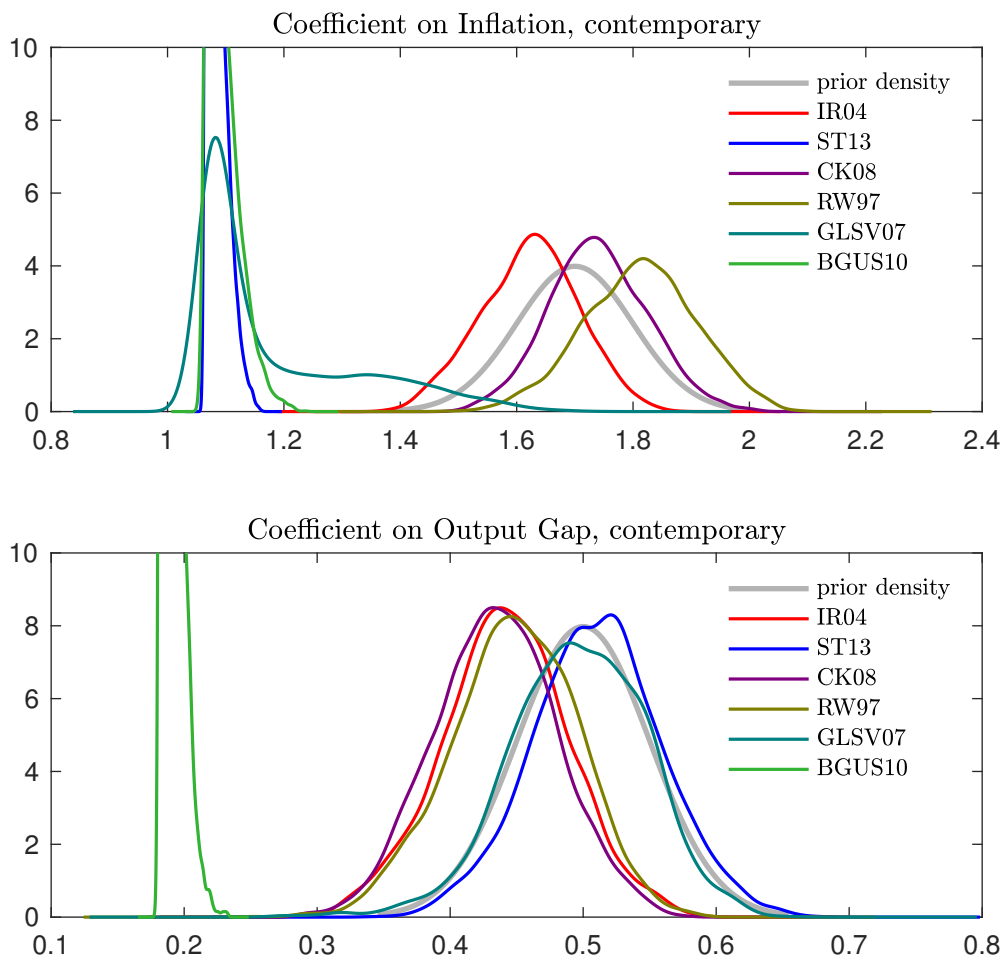 Coefficient on Inflation, contemporary
10
8
6
4
2
0
prior density
IR04
ST13
CK08
RW97
GLSV07
BGUS10
0.8 1 1.2 1.4 1.6 1.8 2 2.2 2.4
Coefficient on Output Gap, contemporary
10
8
6
4
2
0
prior density
IR04
ST13
CK08
RW97
GLSV07
BGUS10
0.1 0.2 0.3 0.4 0.5 0.6 0.7 0.8